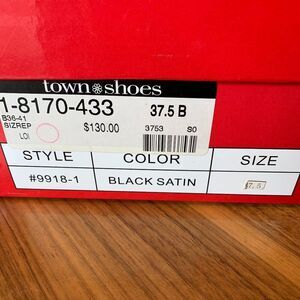 town shoes
1-8170-433 37.5 B
B36-41
SIZREP $130.00 3753 S0
LOI
STYLE COLOR SIZE
#9918-1 BLACK SATIN 7.5